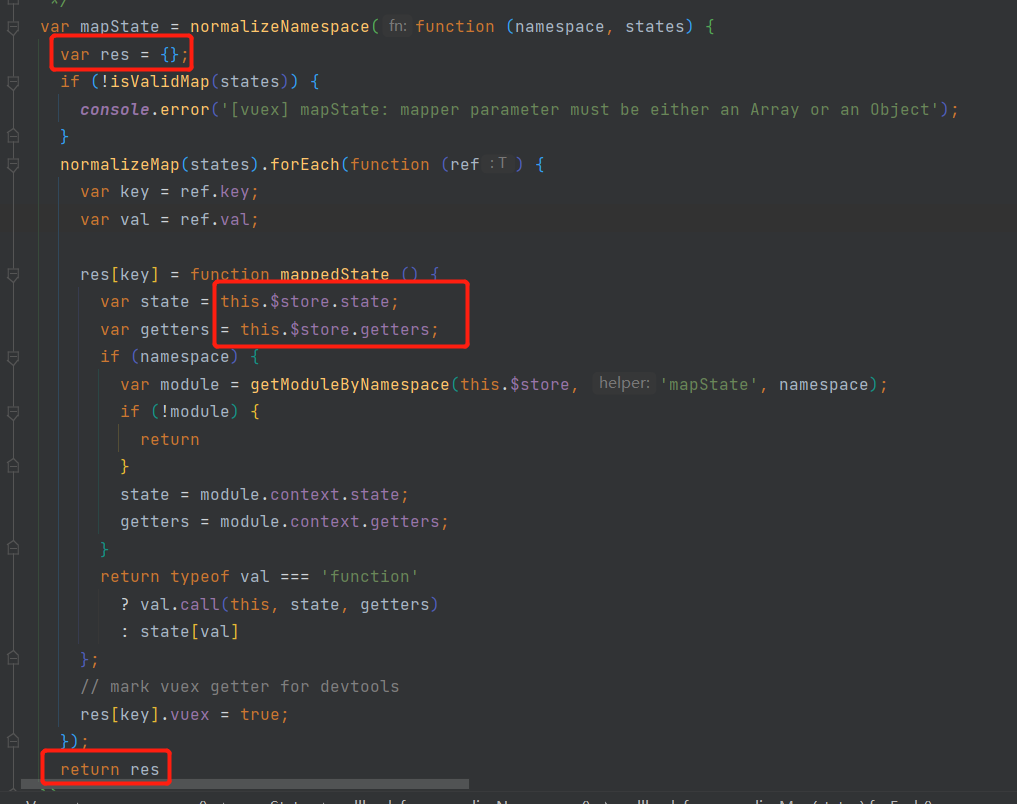 */
var mapState = normalizeNamespace( fn: function (namespace, states) {
var res = {};
if (!isValidMap(states)) {
console.error('[vuex] mapState: mapper parameter must be either an Array or an Object');
}
normalizeMap(states).forEach(function (ref : T ) {
var key = ref.key;
var val = ref.val;
res[key] = function mappedState () {
var state = this.$store.state;
var getters = this.$store.getters;
if (namespace) {
var module = getModuleByNamespace(this.$store, helper: 'mapState', namespace);
if (!module) {
return
}
state = module.context.state;
getters = module.context.getters;
}
return typeof val === 'function'
? val.call(this, state, getters)
: state[val]
};
// mark vuex getter for devtools
res[key].vuex = true;
});
return res